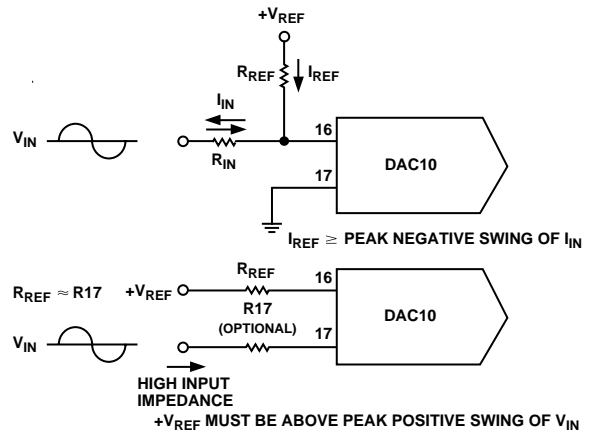 +VREF
RREF
IREF
IIN
VIN
RIN
16
17
DAC10
IREF ≥ PEAK NEGATIVE SWING OF IIN
RREF ≈ R17
+VREF
RREF
16
R17
(OPTIONAL)
17
DAC10
VIN
HIGH INPUT
IMPEDANCE
+VREF MUST BE ABOVE PEAK POSITIVE SWING OF VIN